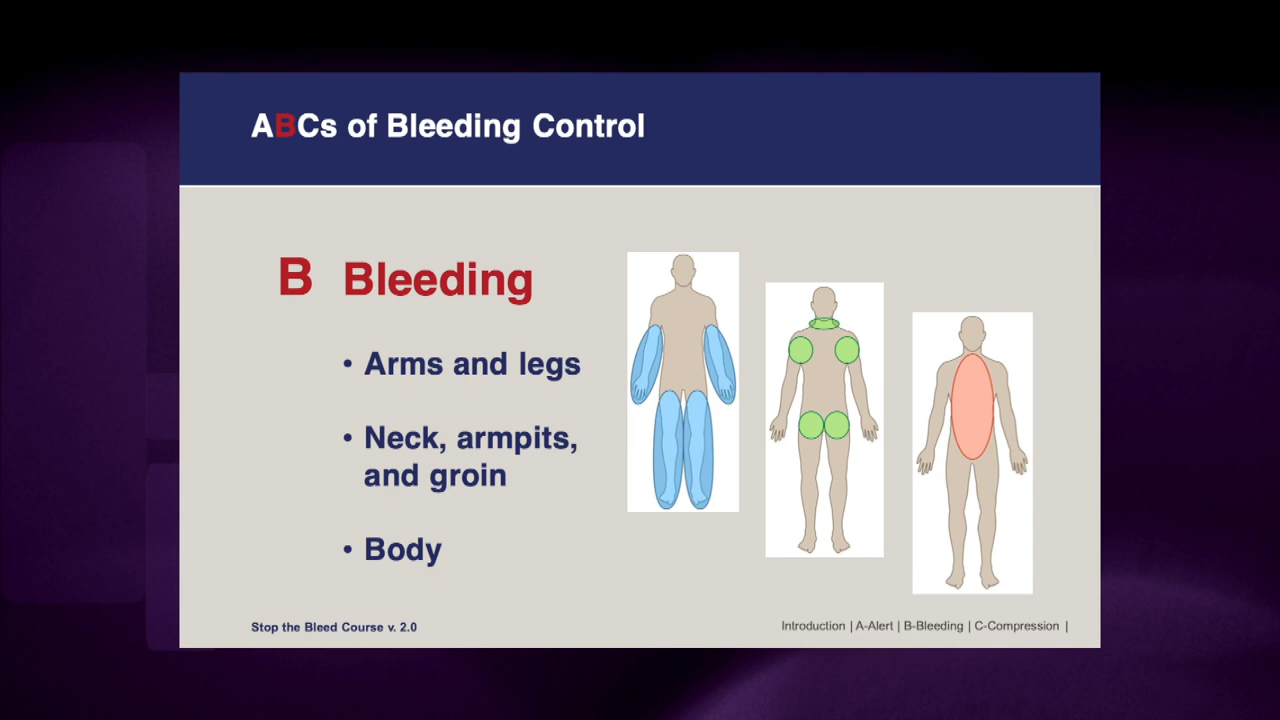 ABCs of Bleeding Control
B Bleeding
• Arms and legs
• Neck, armpits,
and groin
• Body
Stop the Bleed Course v. 2.0
Introduction | A-Alert | B-Bleeding | C-Compression |